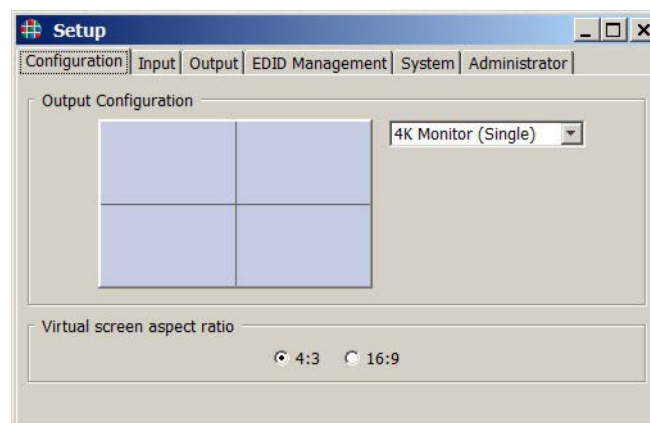 Setup
Configuration Input Output EDID Management System Administrator
Output Configuration
4K Monitor (Single)
Virtual screen aspect ratio
4:3 16:9